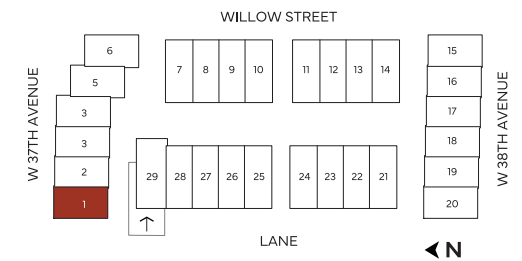 WILLOW STREET
W 37TH AVENUE
6
5
3
3
2
1
7 8 9 10
11 12 13 14
15
16
17
18
19
20
W 38TH AVENUE
29 28 27 26 25
24 23 22 21
LANE
N